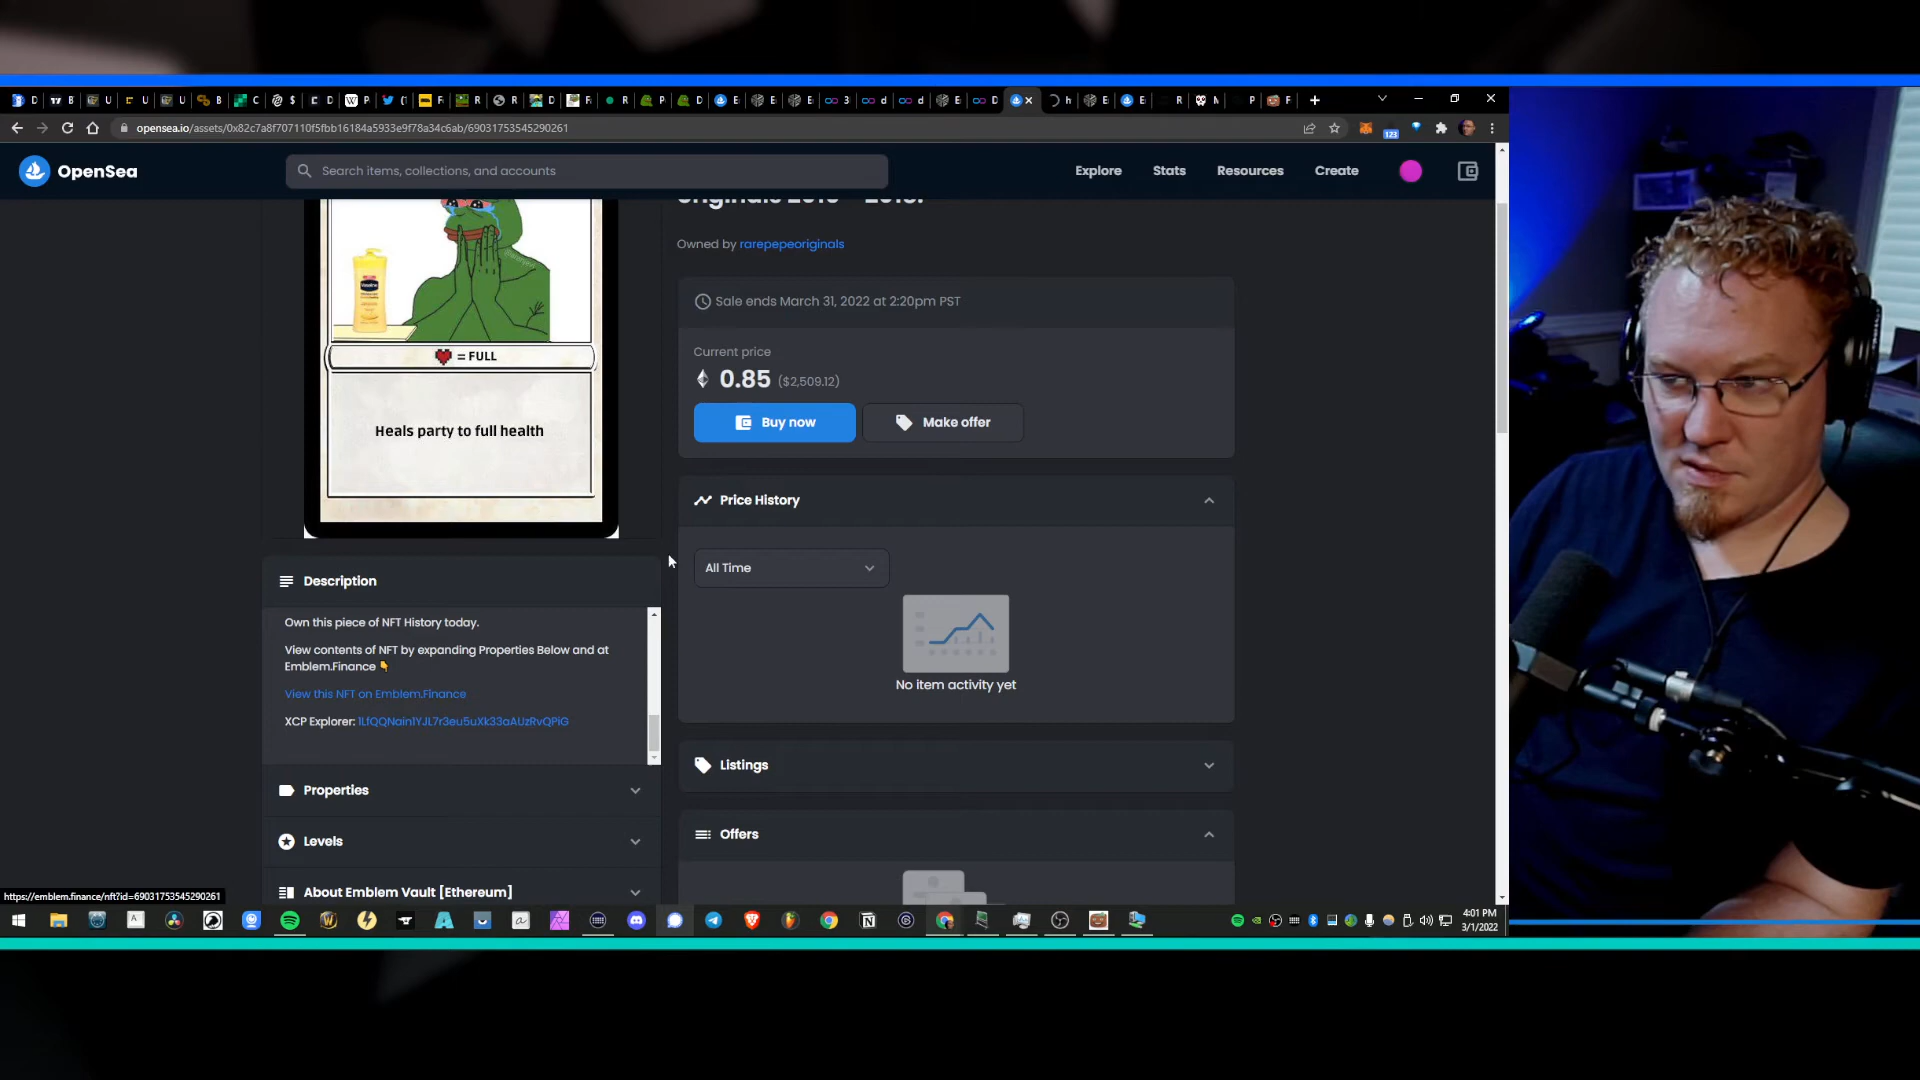 opensea.io/assets/0x82c7a8f707110f5fbb16184a5933e9f78a34c6ab/69031753545290261
123
OpenSea
Search items, collections, and accounts
Explore
Stats
Resources
Create
Owned by rarepepeoriginals
Sale ends March 31, 2022 at 2:20pm PST
Current price
0.85 ($2,509.12)
Buy now
Make offer
= FULL
Heals party to full health
Price History
All Time
No item activity yet
Description
Own this piece of NFT History today.
View contents of NFT by expanding Properties Below and at
Emblem.Finance
View this NFT on Emblem.Finance
XCP Explorer: 1LfQQNain1YJL7r3eu5uXk33aAUzRvQPiG
Listings
Properties
Offers
Levels
About Emblem Vault [Ethereum]
https://emblem.finance/nft?id=69031753545290261
4:01 PM
3/1/2022